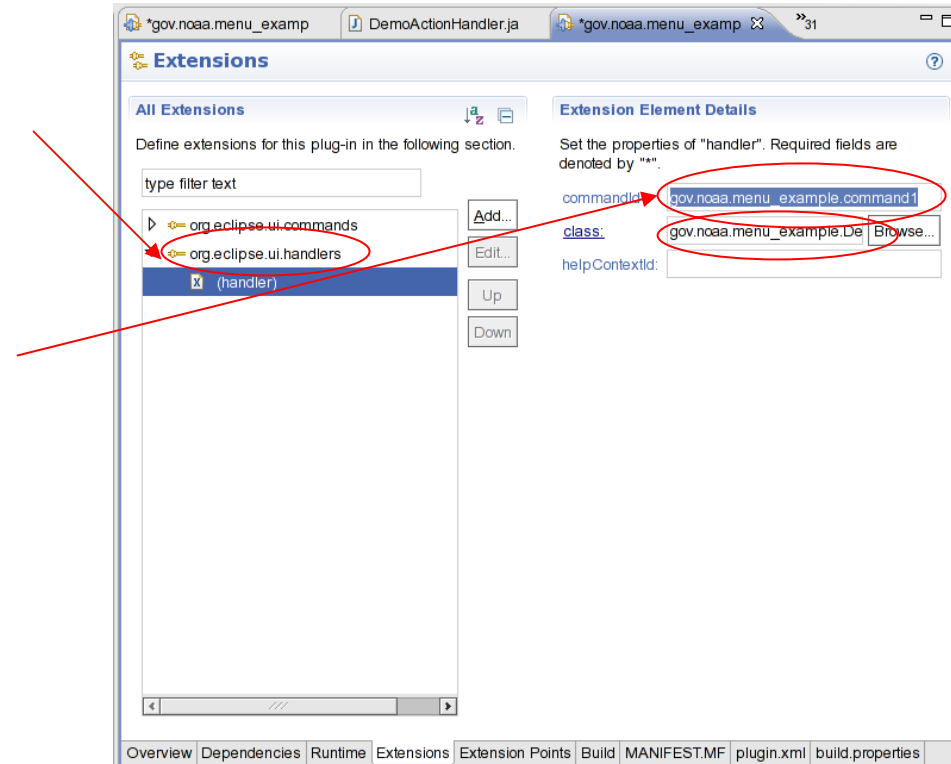 *gov.noaa.menu_examp
DemoActionHandler.ja
*gov.noaa.menu_examp
»31
Extensions
All Extensions
Define extensions for this plug-in in the following section.
type filter text
org.eclipse.ui.commands
org.eclipse.ui.handlers
(handler)
Add...
Edit...
Up
Down
Extension Element Details
Set the properties of "handler". Required fields are
denoted by "*".
commandId
gov.noaa.menu_example.command1
class:
gov.noaa.menu_example.De
Browse...
helpContextId:
Overview Dependencies Runtime Extensions Extension Points Build MANIFEST.MF plugin.xml build.properties